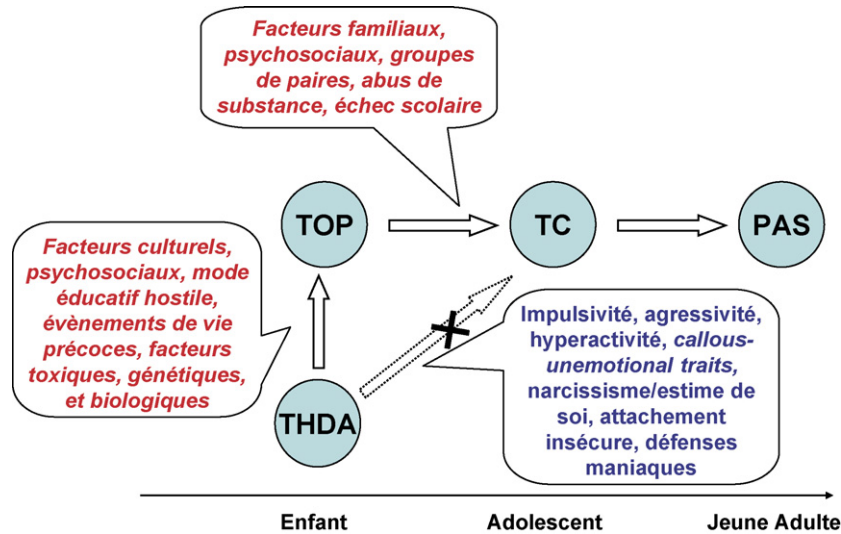 Facteurs familiaux,
psychosociaux, groupes
de paires, abus de
substance, échec scolaire
TOP
TC
PAS
Facteurs culturels,
psychosociaux, mode
éducatif hostile,
évènements de vie
précoces, facteurs
toxiques, génétiques,
et biologiques
Impulsivité, agressivité,
hyperactivité, callous-
unemotional traits,
narcissisme/estime de
soi, attachement
insécure, défenses
maniaques
THDA
Enfant
Adolescent
Jeune Adulte